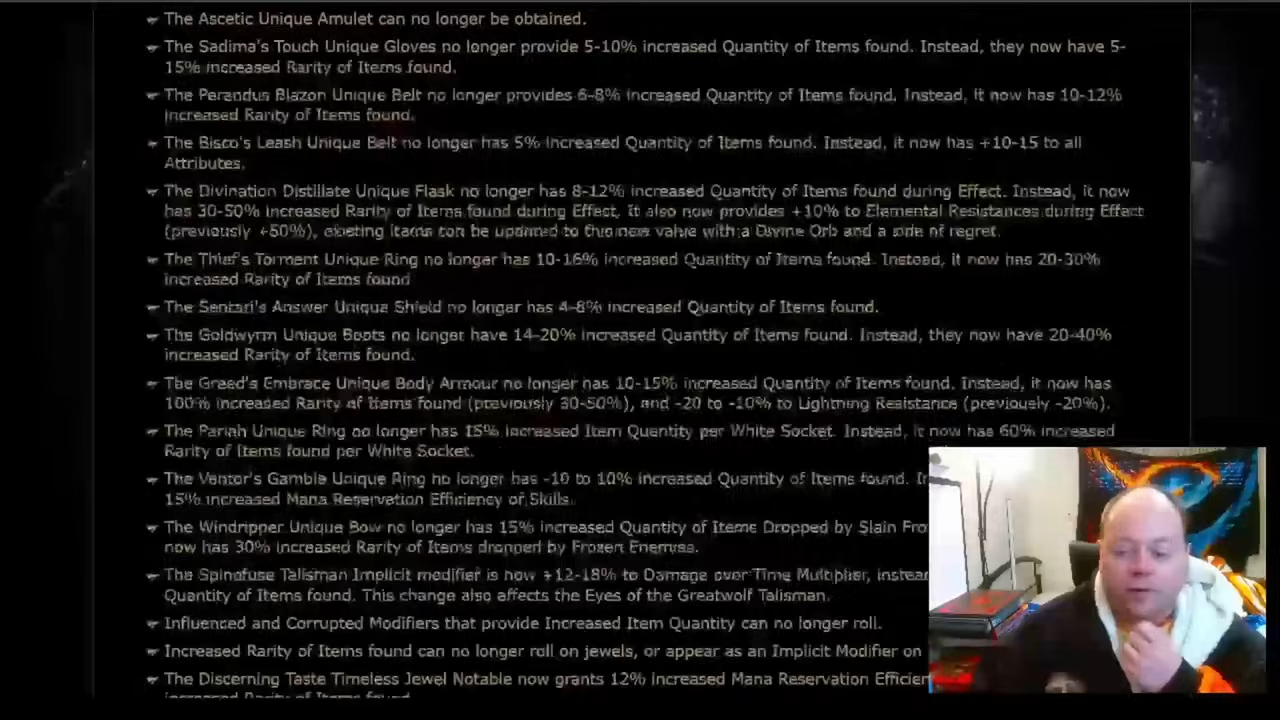 The Ascetic Unique Amulet can no longer be obtained.
The Sadima's Touch Unique Gloves no longer provide 5-10% increased Quantity of Items found. Instead, they now have 5-
15% increased Rarity of Items found.
The Perandus Blazon Unique Belt no longer provides 6-8% increased Quantity of Items found. Instead, it now has 10-12%
increased Rarity of Items found.
The Bisco's Leash Unique Belt no longer has 5% increased Quantity of Items found. Instead, it now has +10-15 to all
Attributes.
The Divination Distillate Unique Flask no longer has 8-12% increased Quantity of Items found during Effect. Instead, it now
has 30-50% increased Rarity of Items found during Effect. It also now provides +10% to Elemental Resistances during Effect
(previously +50%), existing items can be updated to this new value with a Divine Orb and a side of regret.
The Thief's Torment Unique Ring no longer has 10-16% increased Quantity of Items found. Instead, it now has 20-30%
increased Rarity of Items found
The Sentari's Answer Unique Shield no longer has 4-8% increased Quantity of Items found.
The Goldwyrm Unique Boots no longer have 14-20% increased Quantity of Items found. Instead, they now have 20-40%
increased Rarity of Items found.
The Greed's Embrace Unique Body Armour no longer has 10-15% increased Quantity of Items found. Instead, it now has
100% increased Rarity of Items found (previously 30-50%), and -20 to -10% to Lightning Resistance (previously -20%).
The Pariah Unique Ring no longer has 15% increased Item Quantity per White Socket. Instead, it now has 60% increased
Rarity of Items found per White Socket.
The Ventor's Gamble Unique Ring no longer has -10 to 10% increased Quantity of Items found.
15% increased Mana Reservation Efficiency of Skills.
The Windripper Unique Bow no longer has 15% increased Quantity of Items Dropped by Slain Fro
now has 30% increased Rarity of Items dropped by Frozen Enemies.
The Spinefuse Talisman Implicit modifier is now +12-18% to Damage over Time Multiplier, instead
Quantity of Items found. This change also affects the Eyes of the Greatwolf Talisman.
Influenced and Corrupted Modifiers that provide Increased Item Quantity can no longer roll.
Increased Rarity of Items found can no longer roll on jewels, or appear as an Implicit Modifier on
The Discerning Taste Timeless Jewel Notable now grants 12% increased Mana Reservation Efficien
increased Rarity of Items found